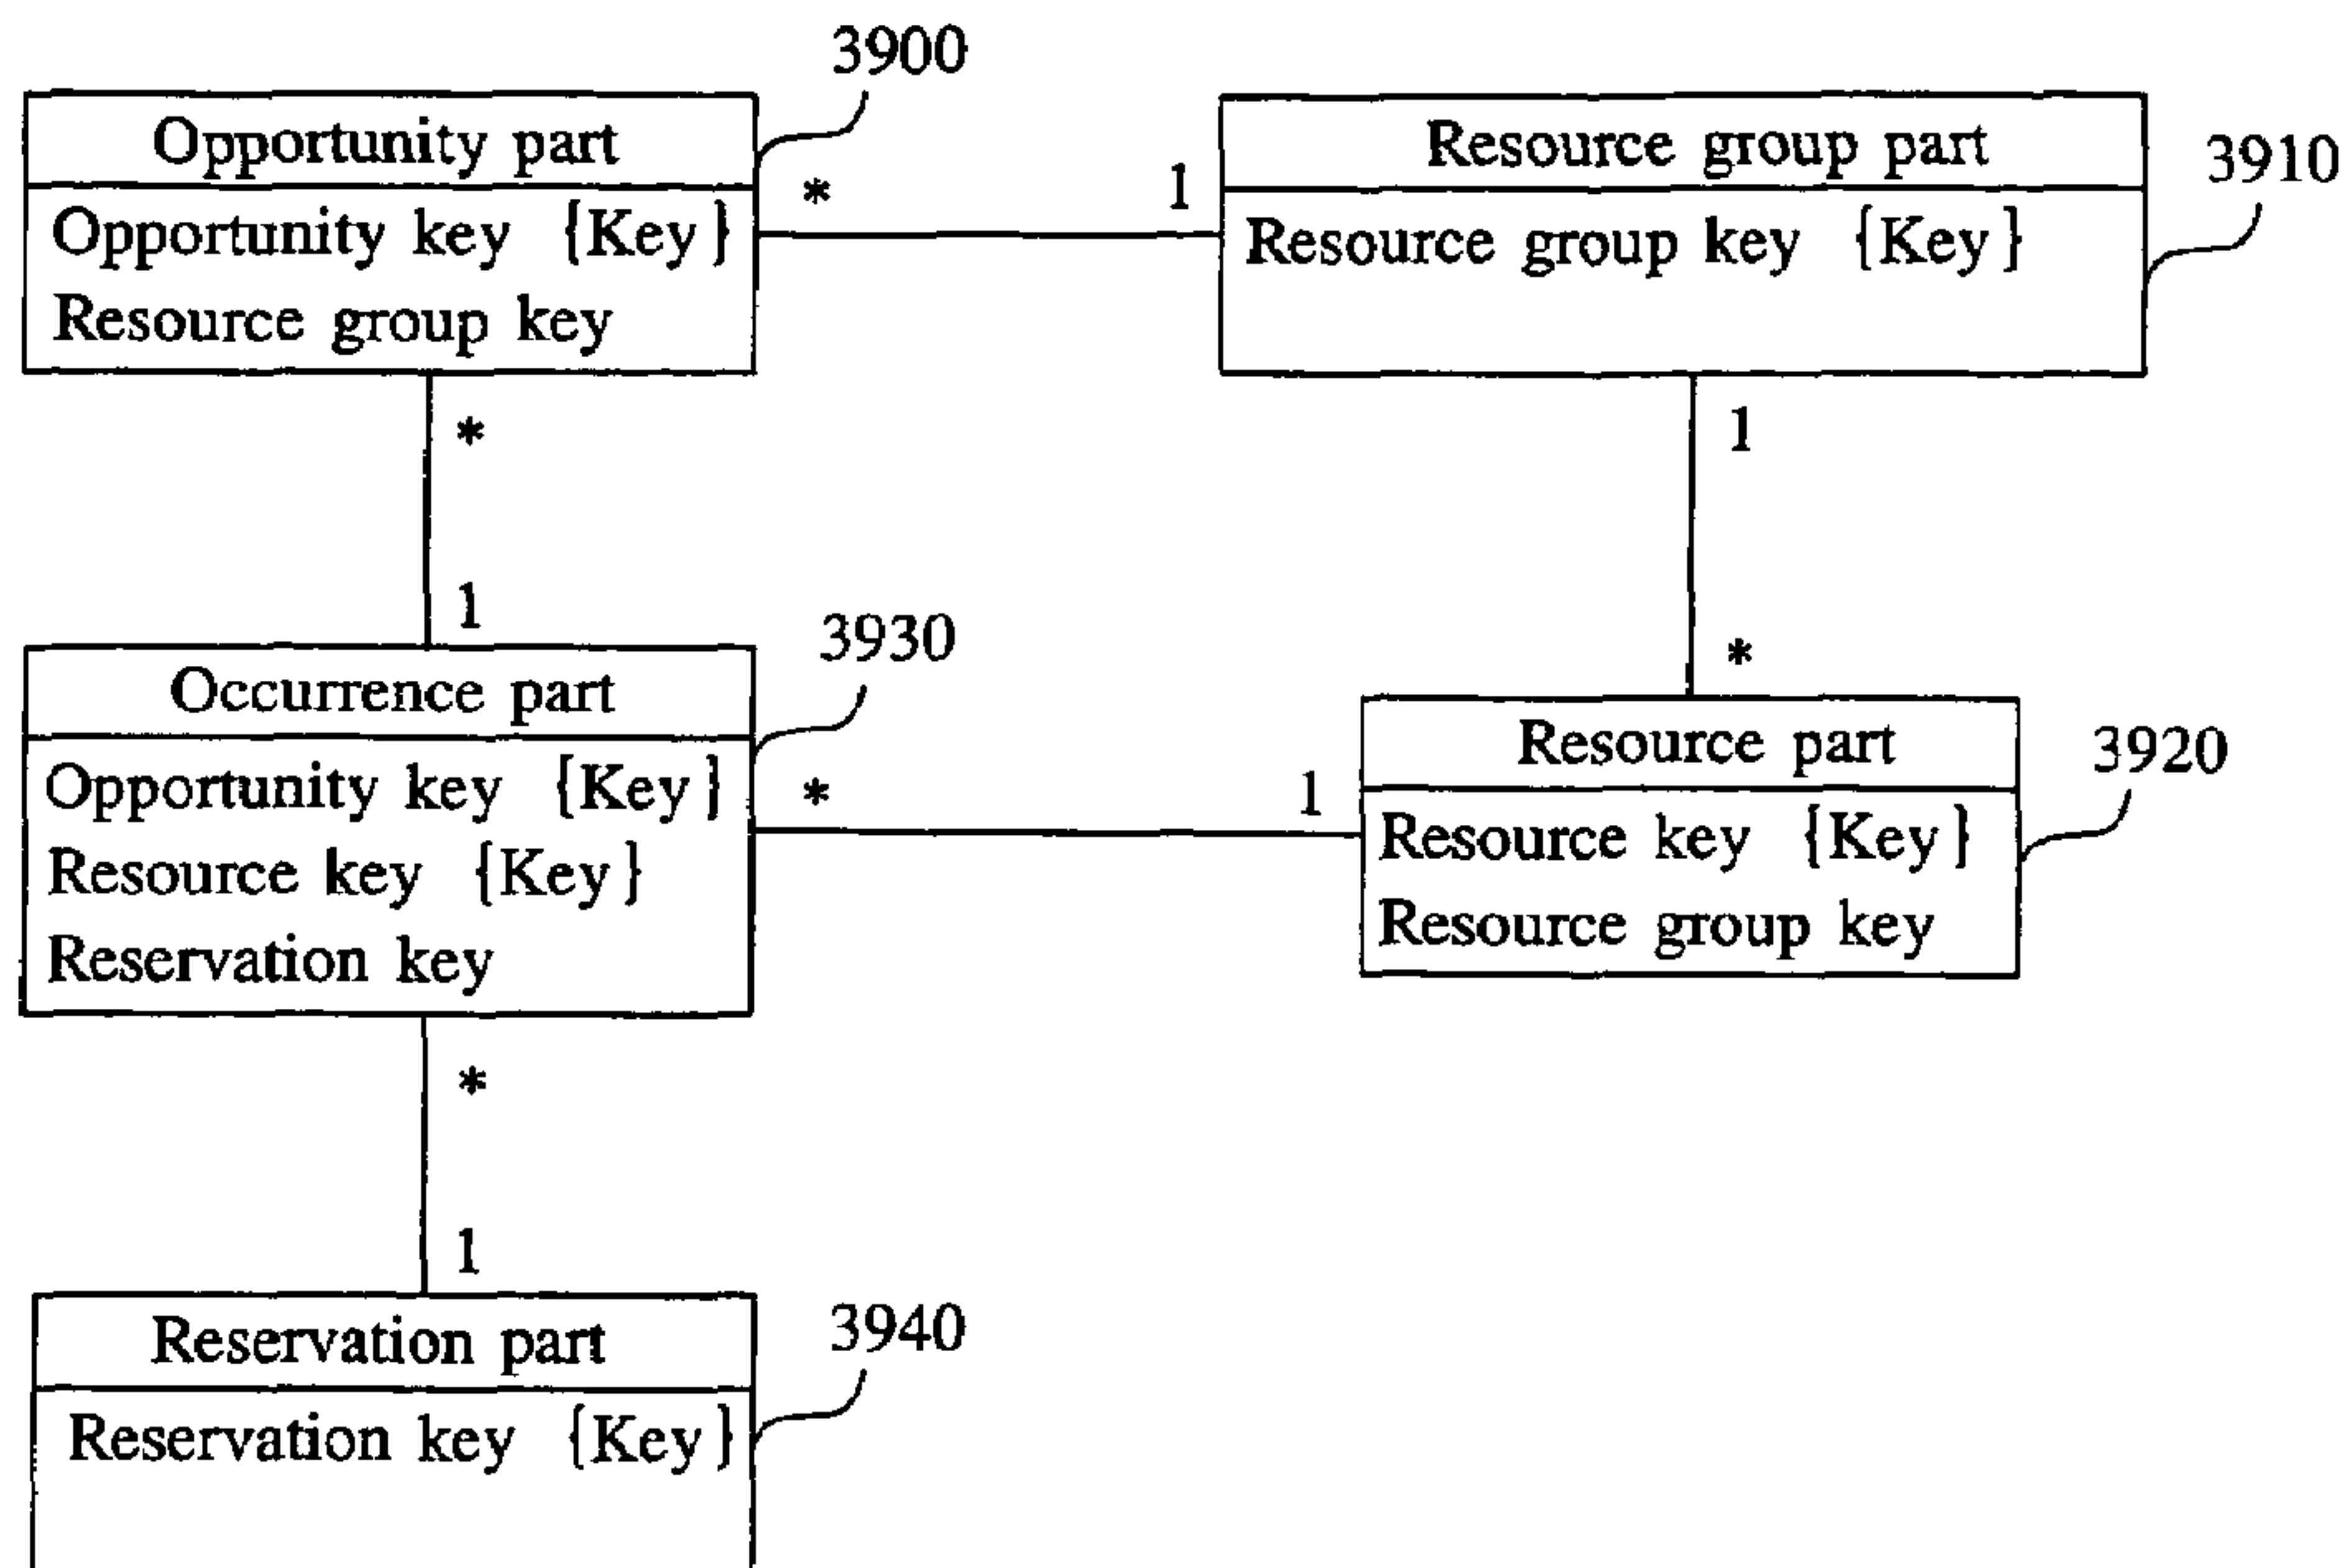 3900
Opportunity part
Opportunity key {Key}
Resource group key
* 1
Resource group part
Resource group key {Key}
3910
*
1
1
*
3930
Occurrence part
Opportunity key {Key}
Resource key {Key}
Reservation key
* 1
Resource part
Resource key {Key}
Resource group key
3920
*
1
Reservation part
Reservation key {Key}
3940